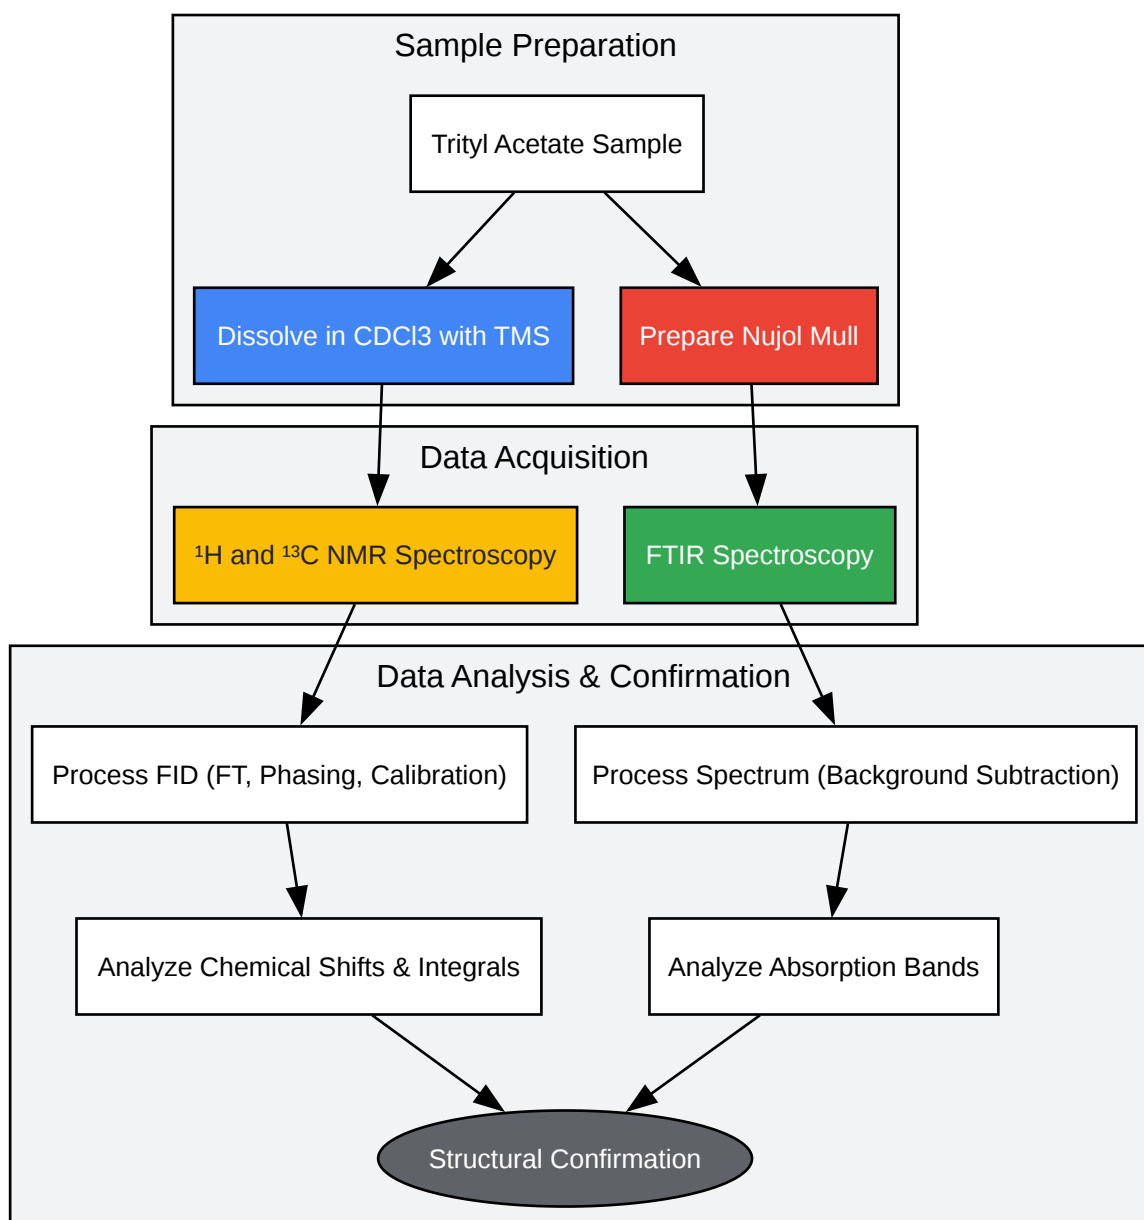 Sample Preparation
Trityl Acetate Sample
Dissolve in CDCl3 with TMS
Prepare Nujol Mull
Data Acquisition
¹H and ¹³C NMR Spectroscopy
FTIR Spectroscopy
Data Analysis & Confirmation
Process FID (FT, Phasing, Calibration)
Process Spectrum (Background Subtraction)
Analyze Chemical Shifts & Integrals
Analyze Absorption Bands
Structural Confirmation